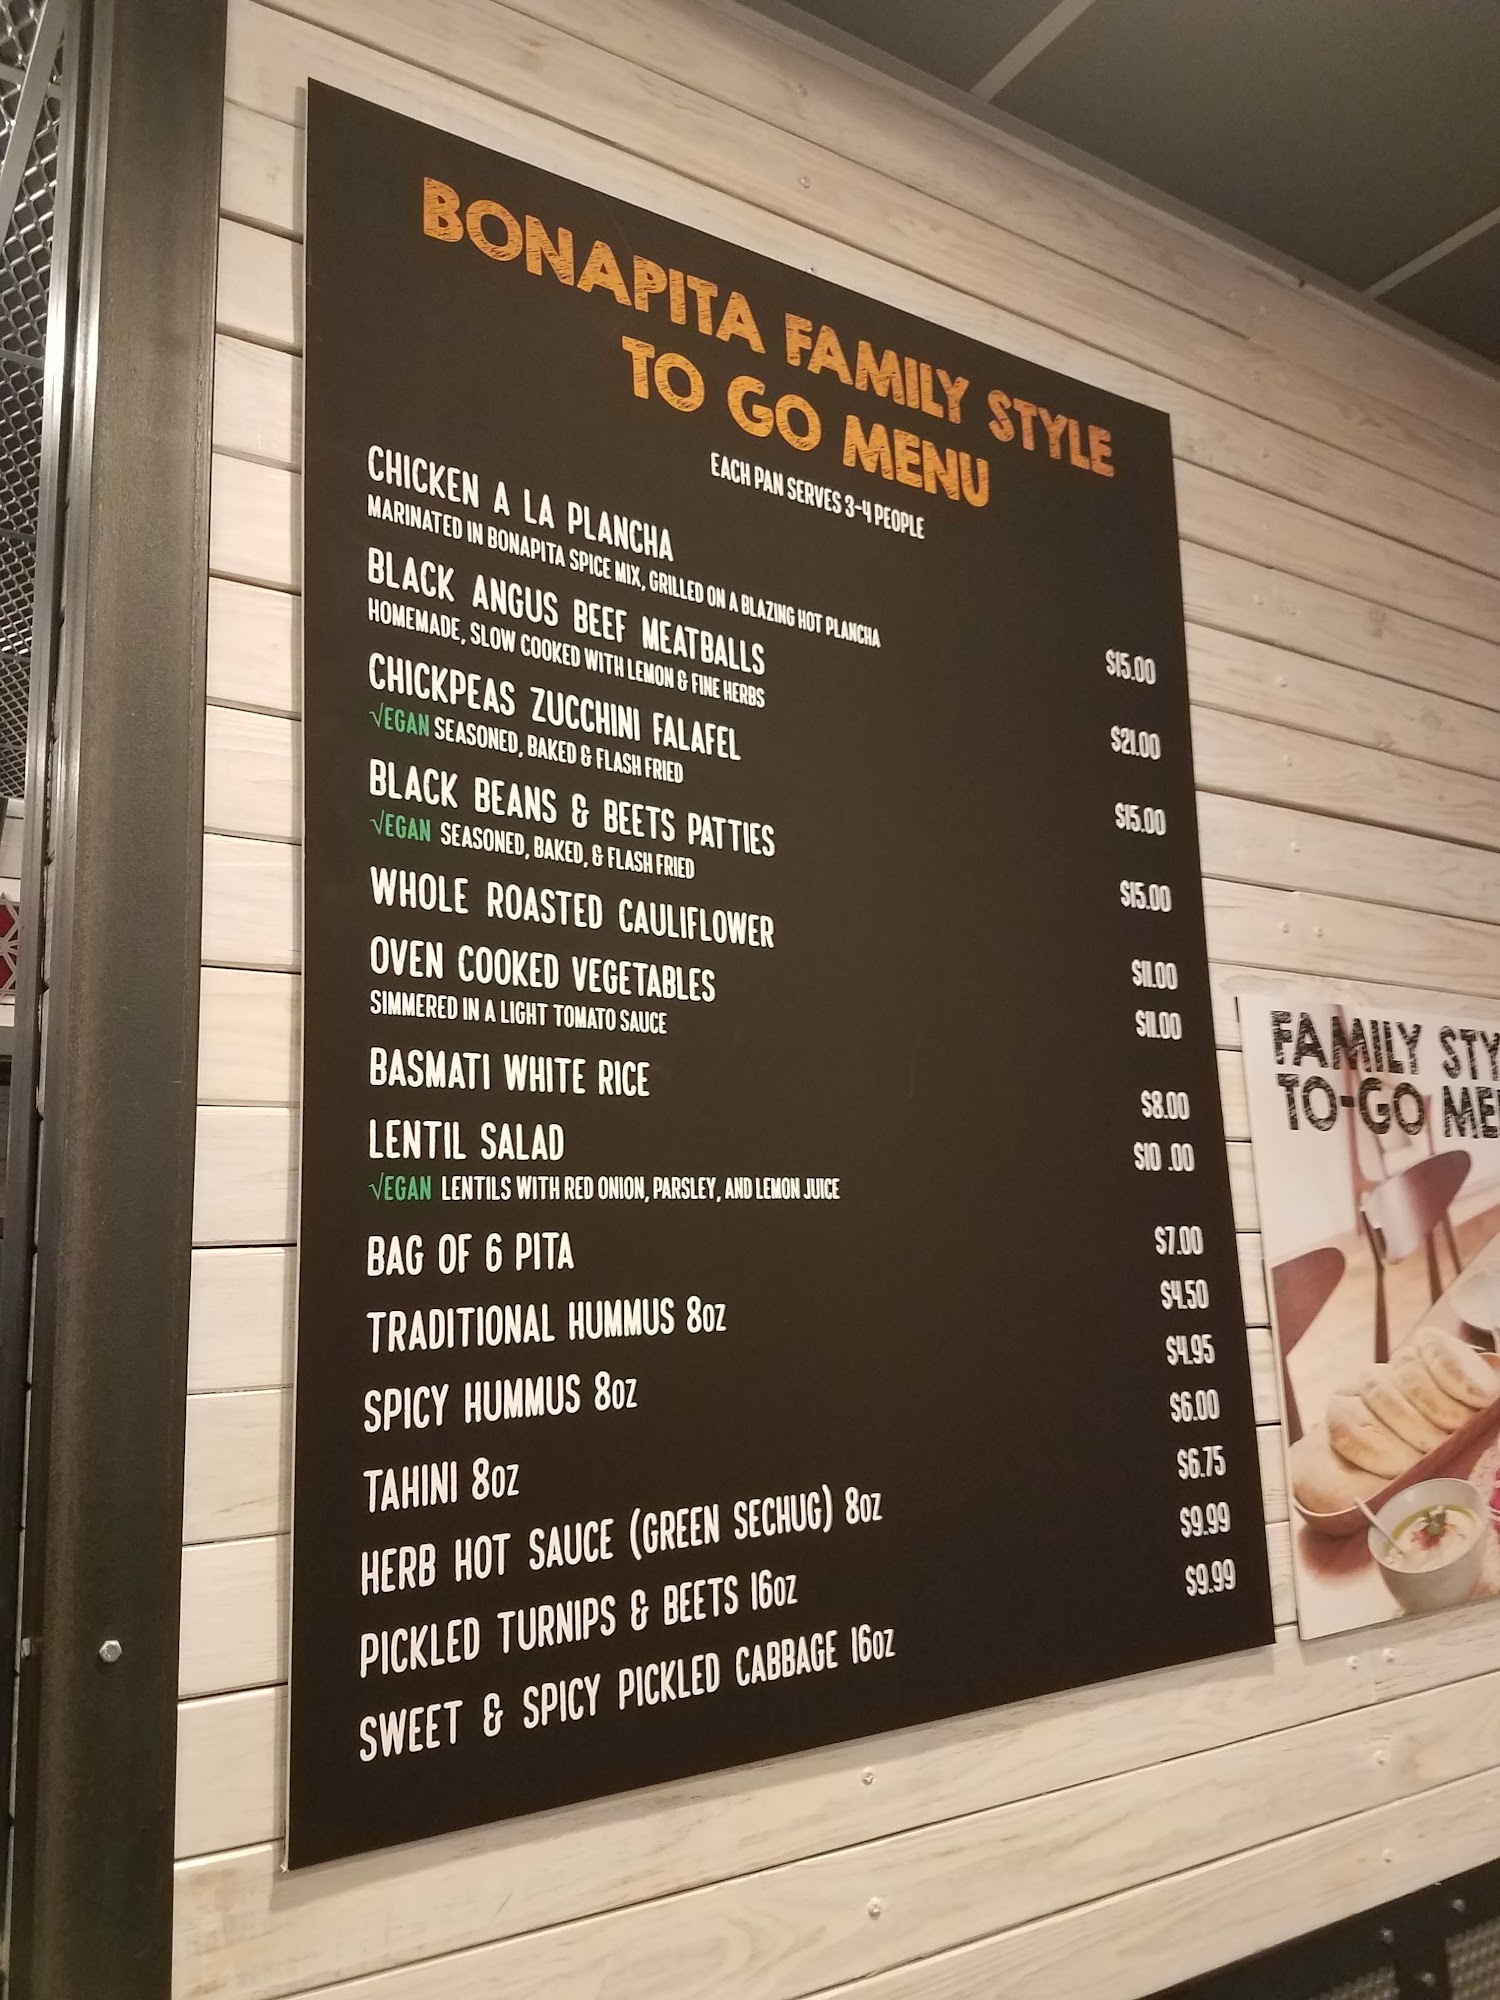 BONAPITA FAMILY STYLE
TO GO MENU
EACH PAN SERVES 3-4 PEOPLE
CHICKEN A LA PLANCHA $15.00
MARINATED IN BONAPITA SPICE MIX, GRILLED ON A BLAZING HOT PLANCHA
BLACK ANGUS BEEF MEATBALLS $21.00
HOMEMADE, SLOW COOKED WITH LEMON & FINE HERBS
CHICKPEAS ZUCCHINI FALAFEL $15.00
√EGAN SEASONED, BAKED & FLASH FRIED
BLACK BEANS & BEETS PATTIES $15.00
√EGAN SEASONED, BAKED, & FLASH FRIED
WHOLE ROASTED CAULIFLOWER $11.00
OVEN COOKED VEGETABLES $11.00
SIMMERED IN A LIGHT TOMATO SAUCE
BASMATI WHITE RICE $8.00
LENTIL SALAD $10 .00
√EGAN LENTILS WITH RED ONION, PARSLEY, AND LEMON JUICE
BAG OF 6 PITA $7.00
TRADITIONAL HUMMUS 8OZ $4.50
SPICY HUMMUS 8OZ $4.95
TAHINI 8OZ $6.00
HERB HOT SAUCE (GREEN SECHUG) 8OZ $6.75
PICKLED TURNIPS & BEETS 16OZ $9.99
SWEET & SPICY PICKLED CABBAGE 16OZ $9.99
FAMILY STY
TO-GO ME